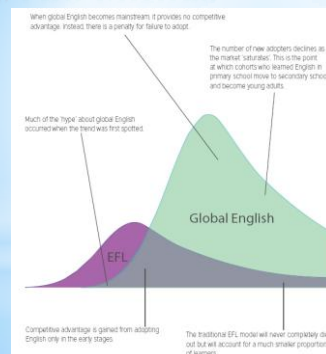 When global English becomes mainstream, it provides no competitive
advantage. Instead, there is a penalty for failure to adopt.
The number of new adopters declines as
the market 'saturates'. This is the point
at which cohorts who learned English in
primary school move to secondary school
and become young adults.
Much of the 'hype' about global English
occurred when the trend was first spotted.
Global English
EFL
Competitive advantage is gained from adopting
English only in the early stages.
The traditional EFL model will never completely die
out but will account for a much smaller proportion
of learners.